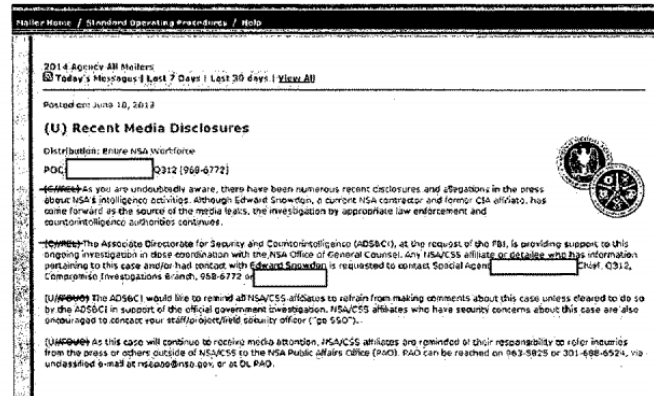 Mailer Home / Standard Operating Procedures / Help
2014 Agency All Mailers
Today's Messages | Last 7 Days | Last 30 days | View All
Posted on: June 10, 2013
(U) Recent Media Disclosures
Distribution: Entire NSA Workforce
POC: Q312 (968-6772)
(C//REL) As you are undoubtedly aware, there have been numerous recent disclosures and allegations in the press
about NSA's intelligence activities. Although Edward Snowden, a current NSA contractor and former CIA affiliate, has
come forward as the source of the media leaks, the investigation by appropriate law enforcement and
counterintelligence authorities continues.
(C//REL) The Associate Directorate for Security and Counterintelligence (ADS&CI), at the request of the FBI, is providing support to this
ongoing investigation in close coordination with the NSA Office of General Counsel. Any NSA/CSS affiliate or detailee who has information
pertaining to this case and/or had contact with Edward Snowden is requested to contact Special Agent Chief, Q312,
Compromise Investigations Branch, 968-6772 or
(U//FOUO) The ADS&CI would like to remind all NSA/CSS affiliates to refrain from making comments about this case unless cleared to do so
by the ADS&CI in support of the official government investigation. NSA/CSS affiliates who have security concerns about this case are also
encouraged to contact your staff/project/field security officer ("go SSO").
(U//FOUO) As this case will continue to receive media attention, NSA/CSS affiliates are reminded of their responsibility to refer inquiries
from the press or others outside of NSA/CSS to the NSA Public Affairs Office (PAO). PAO can be reached on 963-5825 or 301-688-6524, via
unclassified e-mail at nsapao@nsa.gov, or at DL PAO.